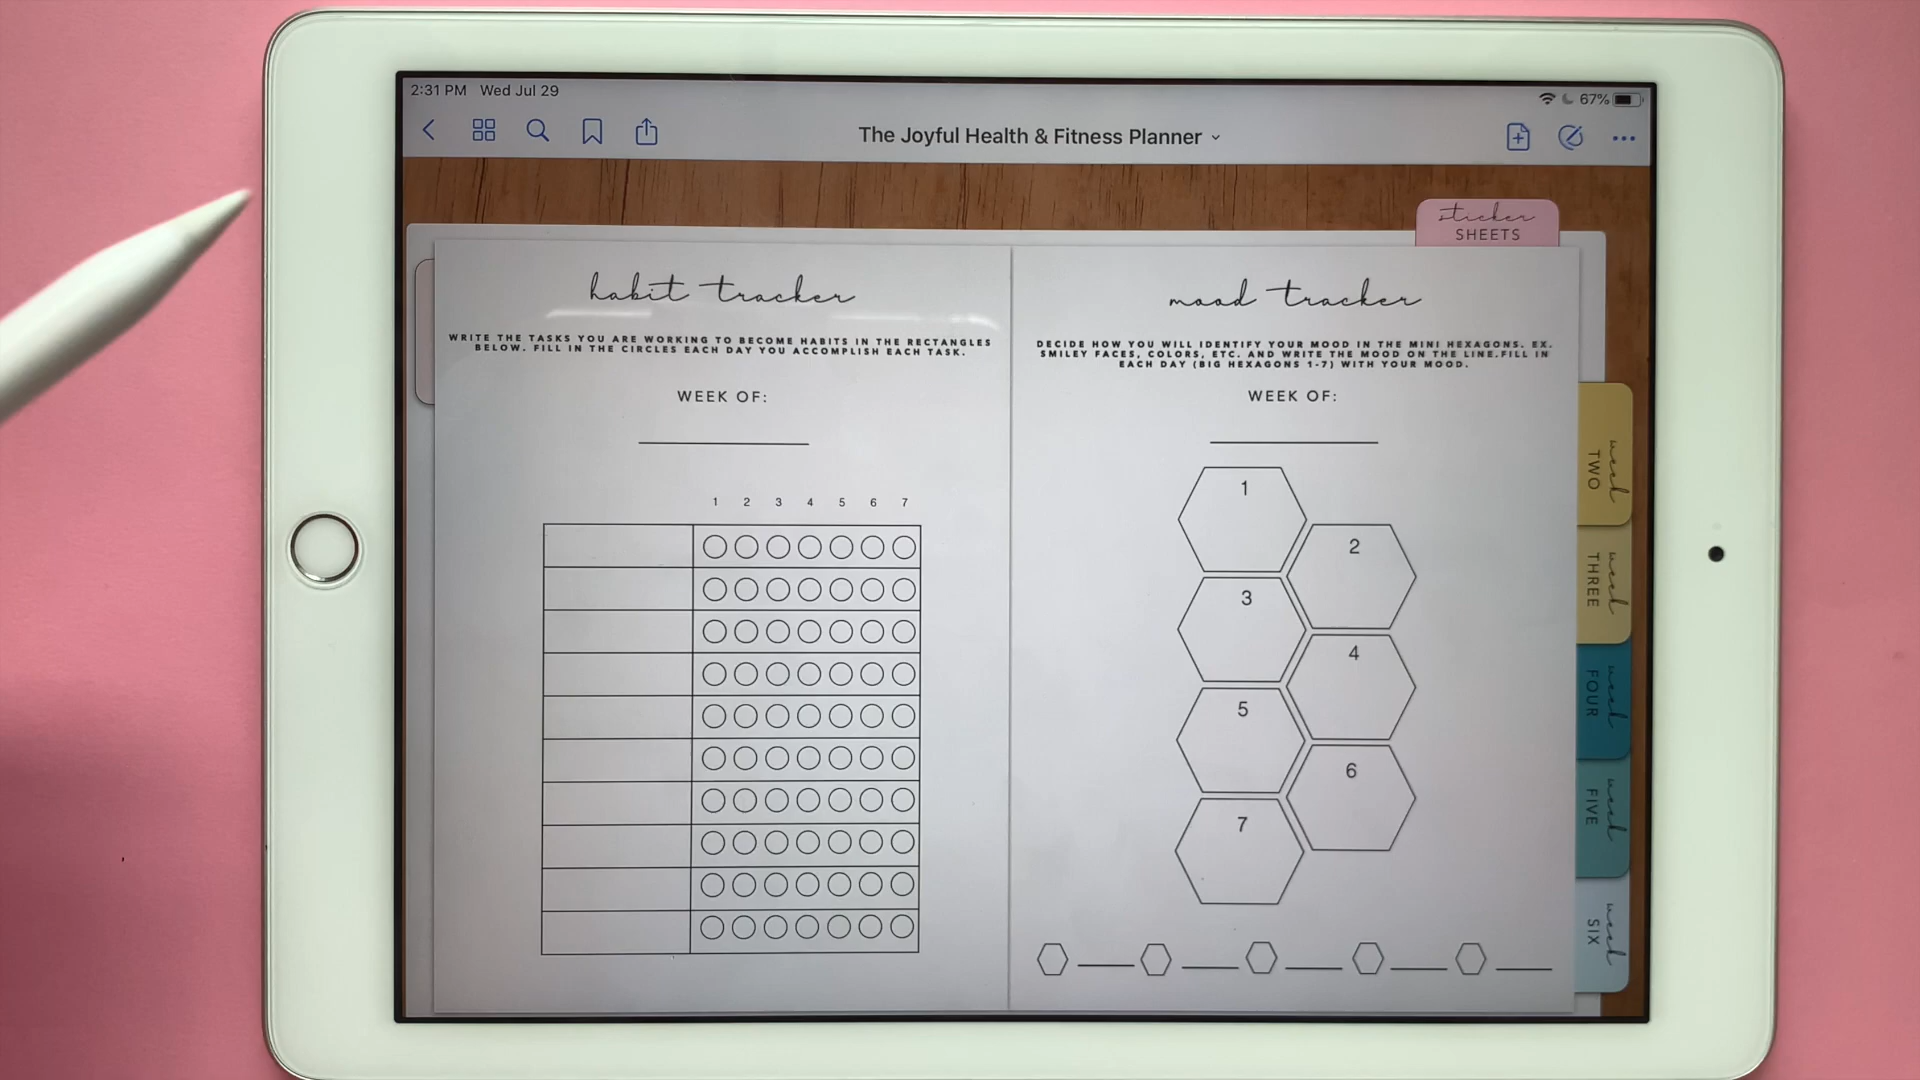 2:31 PM Wed Jul 29
67%
The Joyful Health & Fitness Planner
sticker
SHEETS
habit tracker
WRITE THE TASKS YOU ARE WORKING TO BECOME HABITS IN THE RECTANGLES
BELOW. FILL IN THE CIRCLES EACH DAY YOU ACCOMPLISH EACH TASK.
WEEK OF:
1 2 3 4 5 6 7
mood tracker
DECIDE HOW YOU WILL IDENTIFY YOUR MOOD IN THE MINI HEXAGONS. EX.
SMILEY FACES, COLORS, ETC. AND WRITE THE MOOD ON THE LINE.FILL IN
EACH DAY (BIG HEXAGONS 1-7) WITH YOUR MOOD.
WEEK OF:
1
2
3
4
5
6
7
week
TWO
week
THREE
week
FOUR
week
FIVE
week
SIX